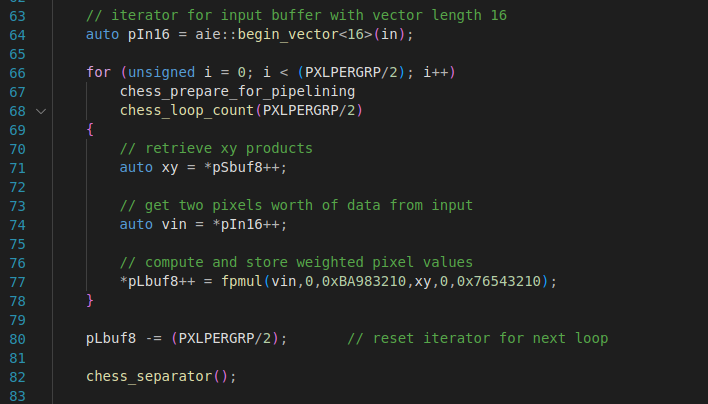 63 // iterator for input buffer with vector length 16
64 auto pIn16 = aie::begin_vector<16>(in);
65
66 for (unsigned i = 0; i < (PXLPERGRP/2); i++)
67 chess_prepare_for_pipelining
68 chess_loop_count(PXLPERGRP/2)
69 {
70 // retrieve xy products
71 auto xy = *pSbuf8++;
72
73 // get two pixels worth of data from input
74 auto vin = *pIn16++;
75
76 // compute and store weighted pixel values
77 *pLbuf8++ = fpmul(vin,0,0xBA983210,xy,0,0x76543210);
78 }
79
80 pLbuf8 -= (PXLPERGRP/2); // reset iterator for next loop
81
82 chess_separator();
83